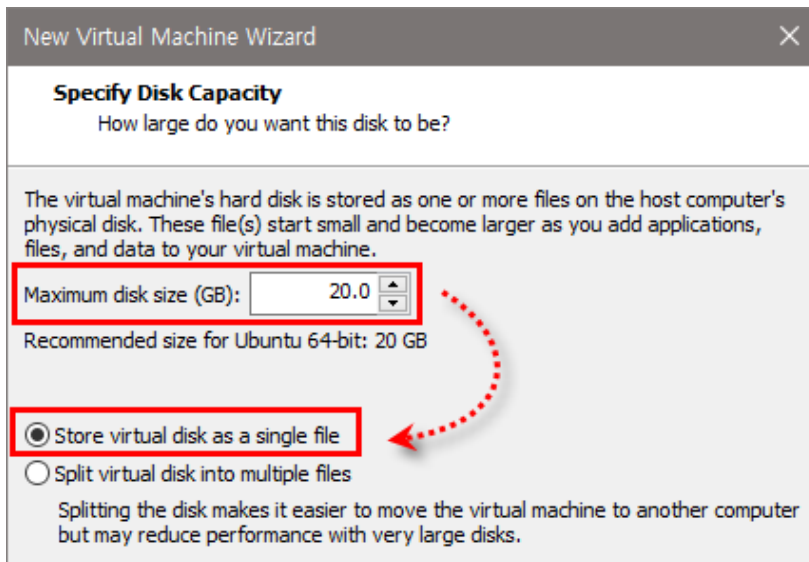 New Virtual Machine Wizard
Specify Disk Capacity
How large do you want this disk to be?
The virtual machine's hard disk is stored as one or more files on the host computer's
physical disk. These file(s) start small and become larger as you add applications,
files, and data to your virtual machine.
Maximum disk size (GB): 20.0
Recommended size for Ubuntu 64-bit: 20 GB
Store virtual disk as a single file
Split virtual disk into multiple files
Splitting the disk makes it easier to move the virtual machine to another computer
but may reduce performance with very large disks.